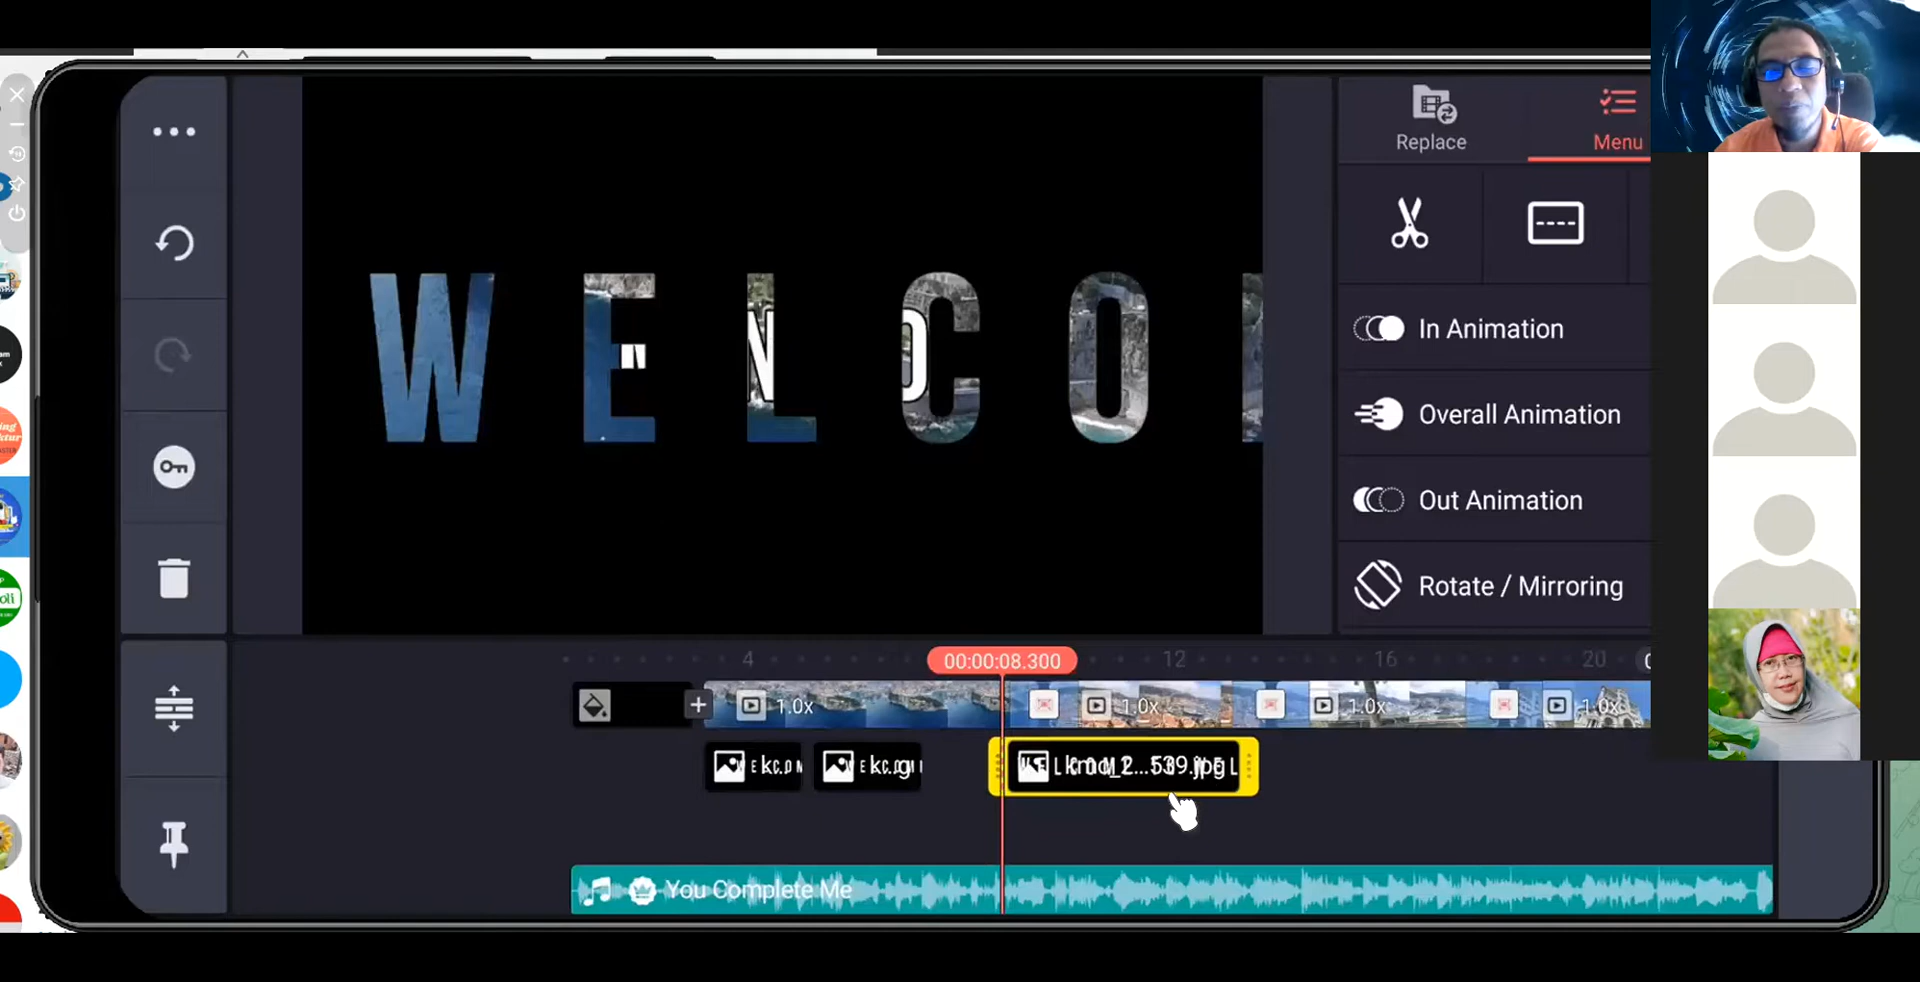 Replace
Menu
W E L C O
N
In Animation
Overall Animation
Out Animation
Rotate / Mirroring
4
00:00:08.300
12
16
20
1.0x
1.0x
1.0x
1.0x
You Complete Me